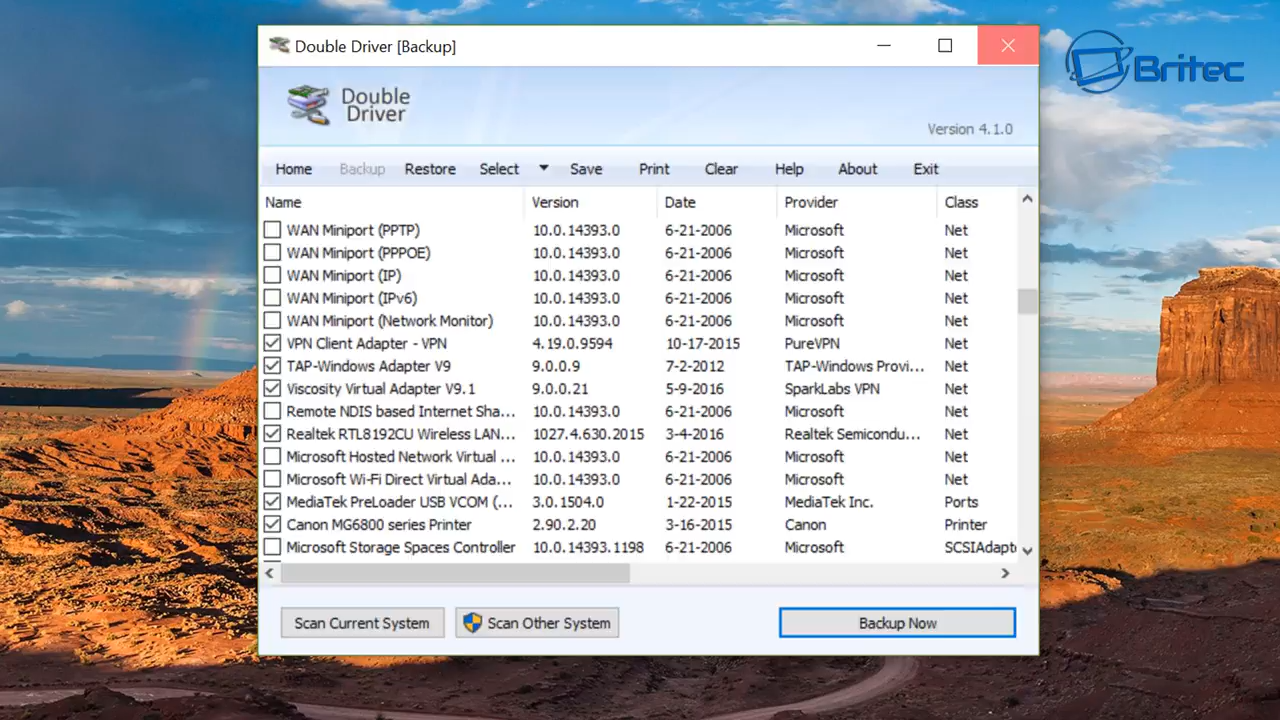 Double Driver [Backup]
Britec
Double
Driver
Version 4.1.0
Home Backup Restore Select Save Print Clear Help About Exit
Name Version Date Provider Class
WAN Miniport (PPTP) 10.0.14393.0 6-21-2006 Microsoft Net
WAN Miniport (PPPOE) 10.0.14393.0 6-21-2006 Microsoft Net
WAN Miniport (IP) 10.0.14393.0 6-21-2006 Microsoft Net
WAN Miniport (IPv6) 10.0.14393.0 6-21-2006 Microsoft Net
WAN Miniport (Network Monitor) 10.0.14393.0 6-21-2006 Microsoft Net
VPN Client Adapter - VPN 4.19.0.9594 10-17-2015 PureVPN Net
TAP-Windows Adapter V9 9.0.0.9 7-2-2012 TAP-Windows Provi... Net
Viscosity Virtual Adapter V9.1 9.0.0.21 5-9-2016 SparkLabs VPN Net
Remote NDIS based Internet Sha... 10.0.14393.0 6-21-2006 Microsoft Net
Realtek RTL8192CU Wireless LAN... 1027.4.630.2015 3-4-2016 Realtek Semicondu... Net
Microsoft Hosted Network Virtual ... 10.0.14393.0 6-21-2006 Microsoft Net
Microsoft Wi-Fi Direct Virtual Ada... 10.0.14393.0 6-21-2006 Microsoft Net
MediaTek PreLoader USB VCOM (... 3.0.1504.0 1-22-2015 MediaTek Inc. Ports
Canon MG6800 series Printer 2.90.2.20 3-16-2015 Canon Printer
Microsoft Storage Spaces Controller 10.0.14393.1198 6-21-2006 Microsoft SCSIAdapt
Scan Current System Scan Other System Backup Now